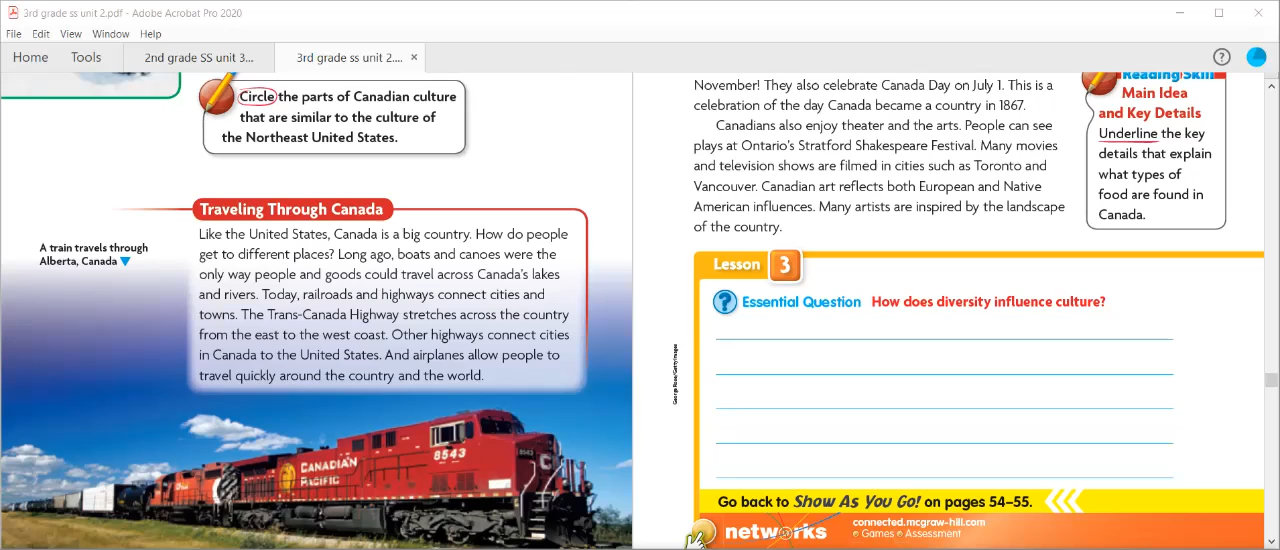 3rd grade ss unit 2.pdf - Adobe Acrobat Pro 2020
File Edit View Window Help
Home Tools 2nd grade SS unit 3... 3rd grade ss unit 2.... ×
Circle the parts of Canadian culture
that are similar to the culture of
the Northeast United States.
Traveling Through Canada
A train travels through
Alberta, Canada
Like the United States, Canada is a big country. How do people
get to different places? Long ago, boats and canoes were the
only way people and goods could travel across Canada's lakes
and rivers. Today, railroads and highways connect cities and
towns. The Trans-Canada Highway stretches across the country
from the east to the west coast. Other highways connect cities
in Canada to the United States. And airplanes allow people to
travel quickly around the country and the world.
8543
8543
CANADIAN
PACIFIC
November! They also celebrate Canada Day on July 1. This is a
celebration of the day Canada became a country in 1867.
Canadians also enjoy theater and the arts. People can see
plays at Ontario's Stratford Shakespeare Festival. Many movies
and television shows are filmed in cities such as Toronto and
Vancouver. Canadian art reflects both European and Native
American influences. Many artists are inspired by the landscape
of the country.
Reading Skill
Main Idea
and Key Details
Underline the key
details that explain
what types of
food are found in
Canada.
Lesson 3
? Essential Question How does diversity influence culture?
George Rose/Getty Images
Go back to Show As You Go! on pages 54–55.
networks
connected.mcgraw-hill.com
Games Assessment